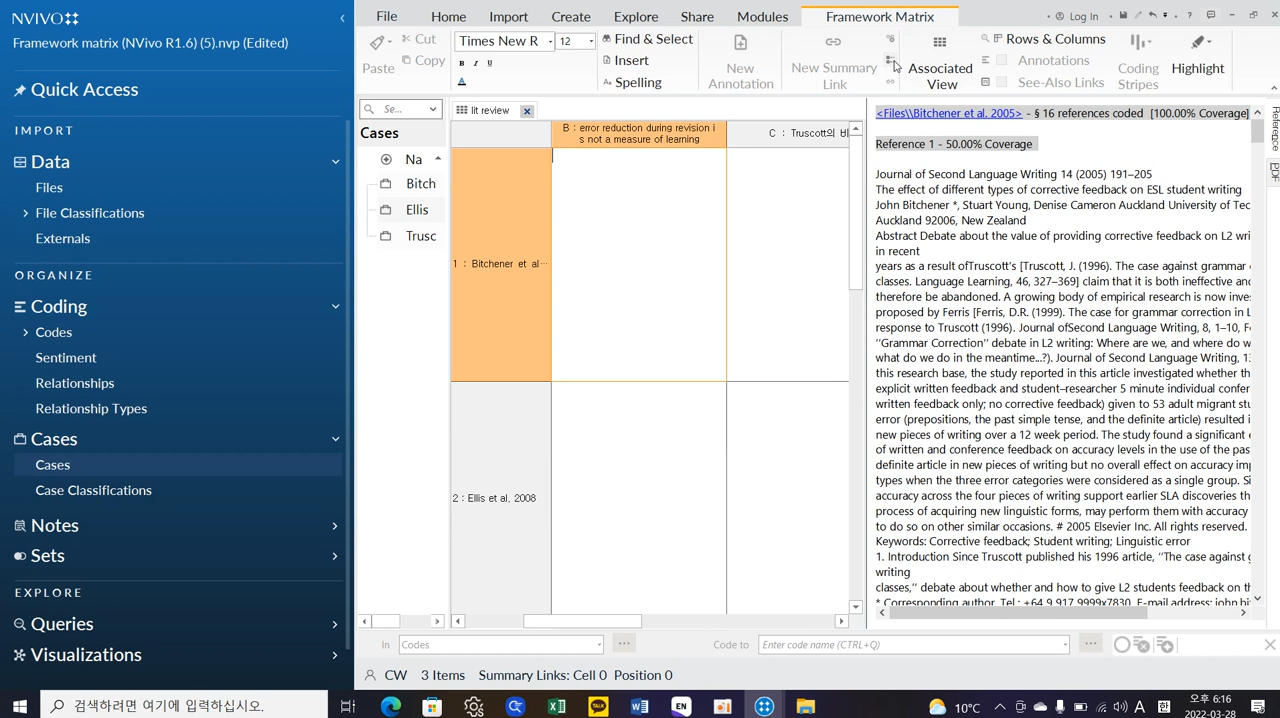 NVIVO
Framework matrix (NVivo R1.6) (5).nvp (Edited)
Quick Access
IMPORT
Data
Files
File Classifications
Externals
ORGANIZE
Coding
Codes
Sentiment
Relationships
Relationship Types
Cases
Cases
Case Classifications
Notes
Sets
EXPLORE
Queries
Visualizations
File Home Import Create Explore Share Modules Framework Matrix Log In
Paste
Cut
Copy
Times New R 12
B I U
A
Find & Select
Insert
Spelling
New Annotation
New Summary Link
Associated View
Rows & Columns
Annotations
See-Also Links
Coding Stripes
Highlight
Se...
Cases
Na
Bitch
Ellis
Trusc
lit review
B : error reduction during revision i
s not a measure of learning
C : Truscott의 비
1 : Bitchener et al…
2 : Ellis et al, 2008
<Files\\Bitchener et al. 2005> - § 16 references coded [100.00% Coverage]
Reference 1 - 50.00% Coverage
Journal of Second Language Writing 14 (2005) 191–205
The effect of different types of corrective feedback on ESL student writing
John Bitchener *, Stuart Young, Denise Cameron Auckland University of Tec
Auckland 92006, New Zealand
Abstract Debate about the value of providing corrective feedback on L2 wri
in recent
years as a result ofTruscott's [Truscott, J. (1996). The case against grammar
classes. Language Learning, 46, 327–369] claim that it is both ineffective and
therefore be abandoned. A growing body of empirical research is now inves
proposed by Ferris [Ferris, D.R. (1999). The case for grammar correction in L
response to Truscott (1996). Journal ofSecond Language Writing, 8, 1–10, F
''Grammar Correction'' debate in L2 writing: Where are we, and where do w
what do we do in the meantime...?). Journal of Second Language Writing, 13
this research base, the study reported in this article investigated whether th
explicit written feedback and student–researcher 5 minute individual confer
written feedback only; no corrective feedback) given to 53 adult migrant stu
error (prepositions, the past simple tense, and the definite article) resulted i
new pieces of writing over a 12 week period. The study found a significant e
of written and conference feedback on accuracy levels in the use of the past
definite article in new pieces of writing but no overall effect on accuracy imp
types when the three error categories were considered as a single group. Si
accuracy across the four pieces of writing support earlier SLA discoveries th
process of acquiring new linguistic forms, may perform them with accuracy
to do so on other similar occasions. # 2005 Elsevier Inc. All rights reserved.
Keywords: Corrective feedback; Student writing; Linguistic error
1. Introduction Since Truscott published his 1996 article, ''The case against g
writing
classes,'' debate about whether and how to give L2 students feedback on th
* Corresponding author. Tel.: +64 9 917 9999x7830. E-mail address: john.bi
References
PDF
In Codes Code to Enter code name (CTRL+Q)
CW 3 Items Summary Links: Cell 0 Position 0
검색하려면 여기에 입력하십시오.
TALK
EN
10°C
A
한
오후 6:16
2022-03-28